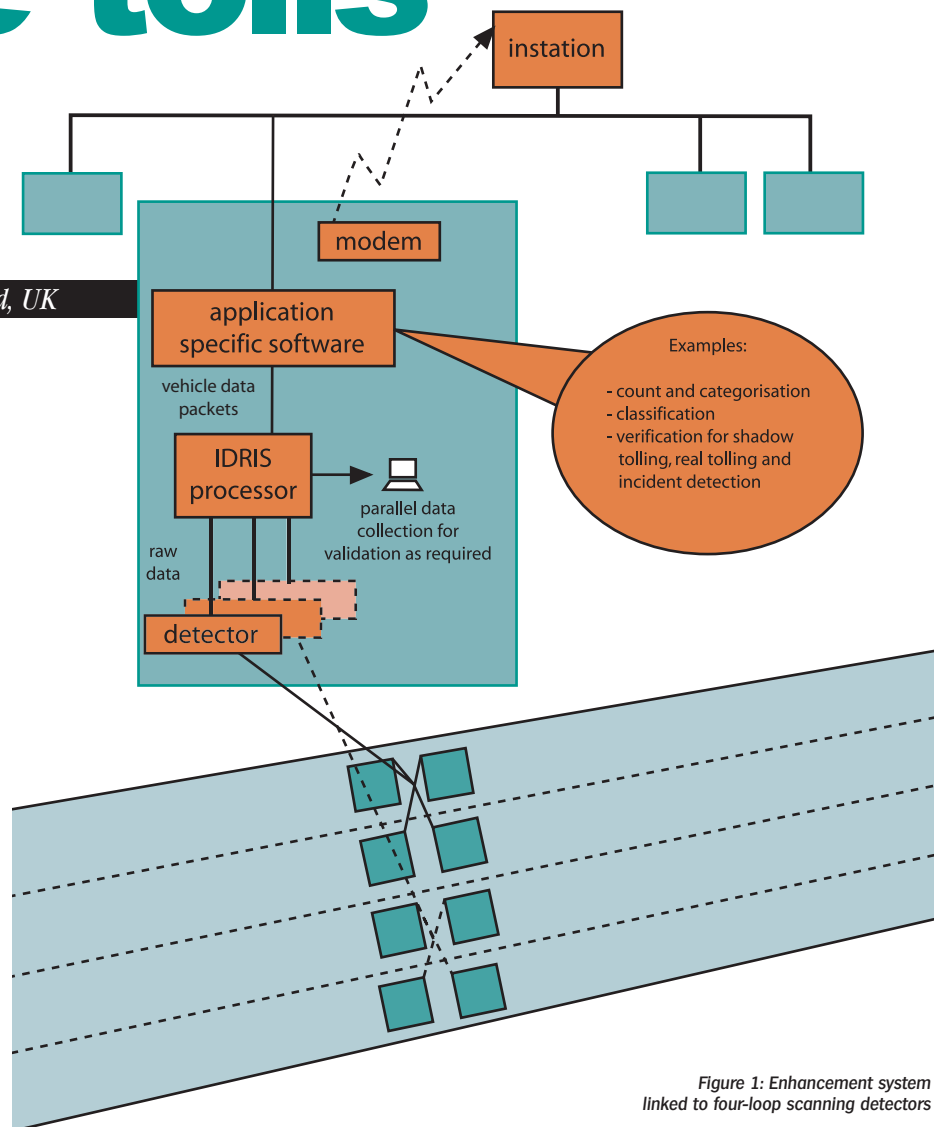 tolls
instation
modem
d, UK
application
specific software
vehicle data
packets
IDRIS
processor
parallel data
collection for
validation as required
raw
data
detector
Examples:
- count and categorisation
- classification
- verification for shadow
tolling, real tolling and
incident detection
Figure 1: Enhancement system
linked to four-loop scanning detectors